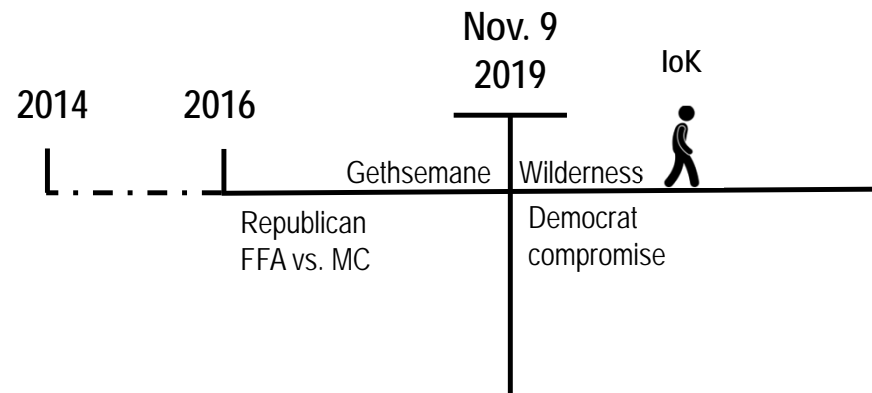 Nov. 9
2019
IoK
2014
2016
Gethsemane
Wilderness
Republican
FFA vs. MC
Democrat
compromise